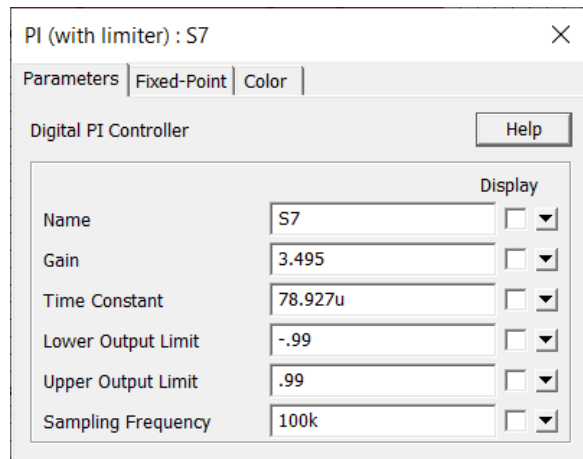 PI (with limiter) : S7
Parameters Fixed-Point Color
Digital PI Controller Help
Display
Name S7
Gain 3.495
Time Constant 78.927u
Lower Output Limit -.99
Upper Output Limit .99
Sampling Frequency 100k